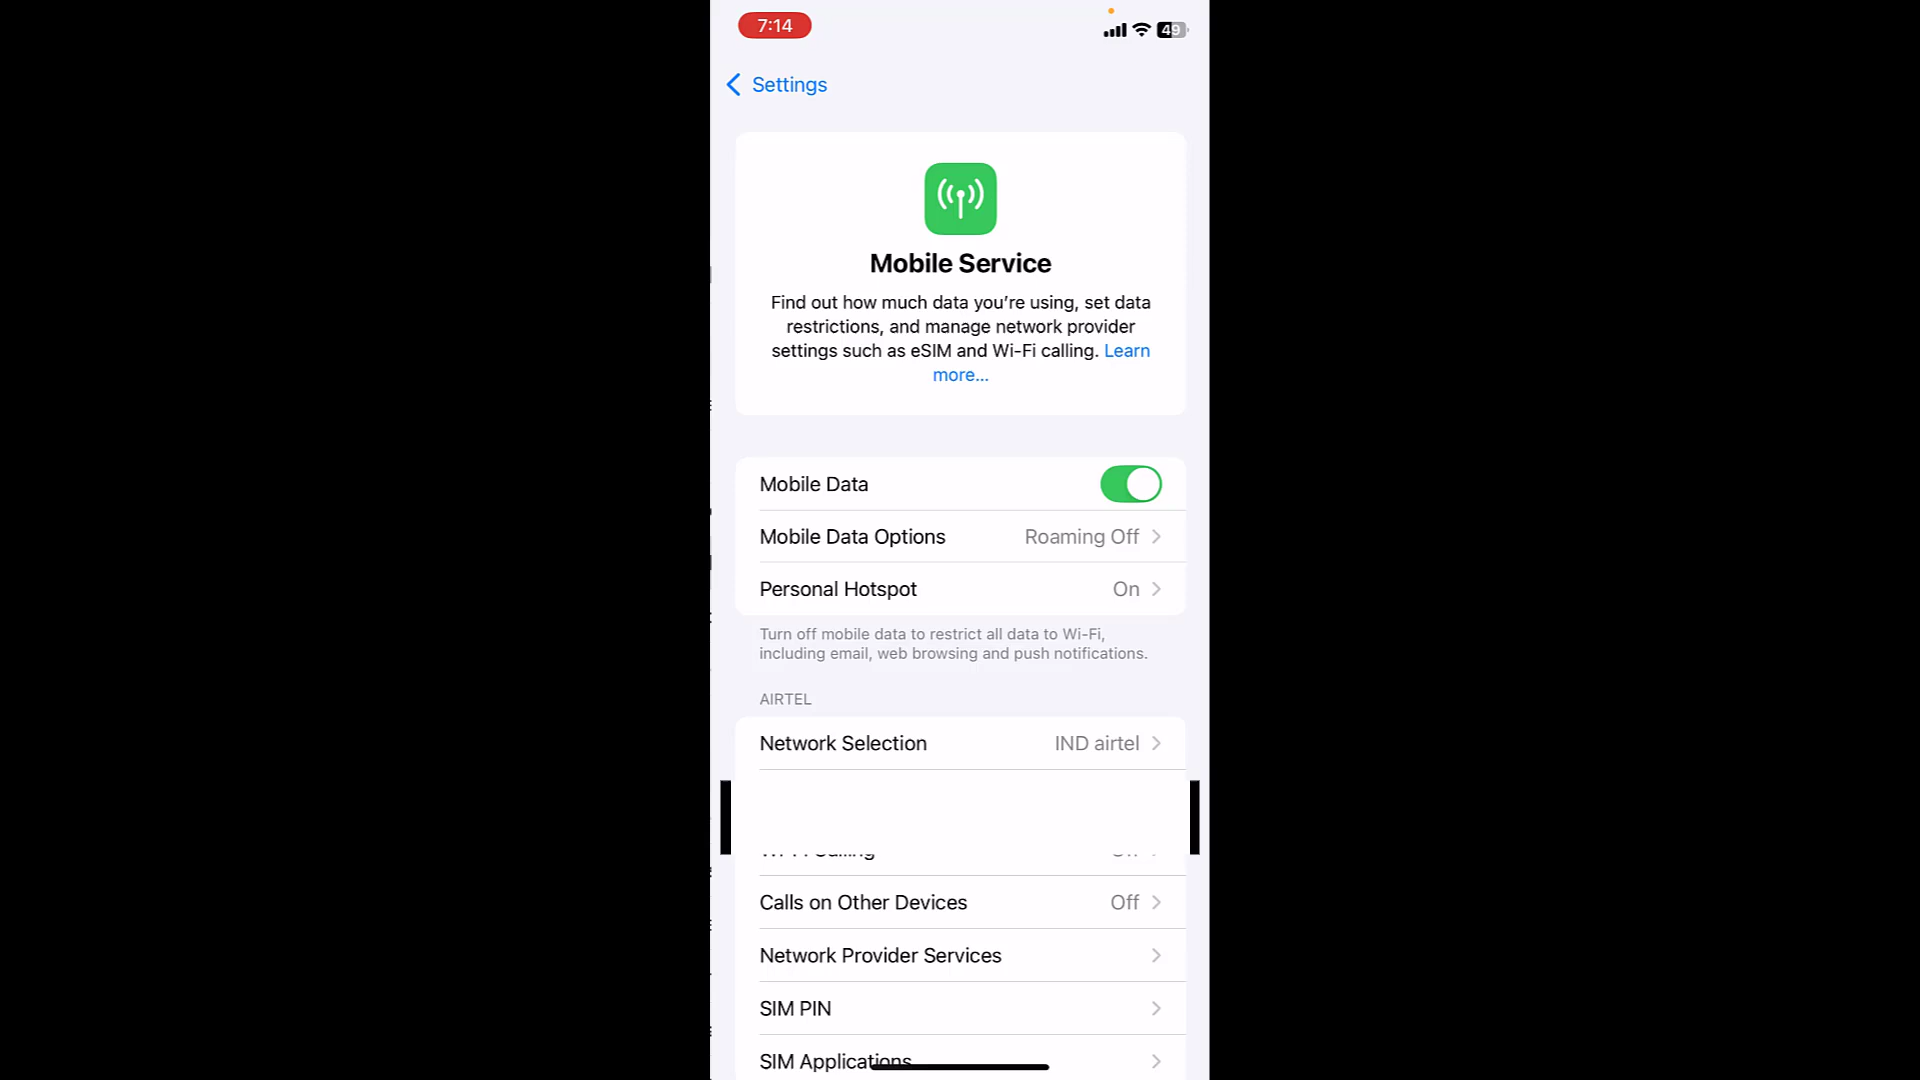 7:14
49
Settings
Mobile Service
Find out how much data you're using, set data
restrictions, and manage network provider
settings such as eSIM and Wi-Fi calling. Learn
more...
Mobile Data
Mobile Data Options Roaming Off
Personal Hotspot On
Turn off mobile data to restrict all data to Wi-Fi,
including email, web browsing and push notifications.
AIRTEL
Network Selection IND airtel
Calls on Other Devices Off
Network Provider Services
SIM PIN
SIM Applications